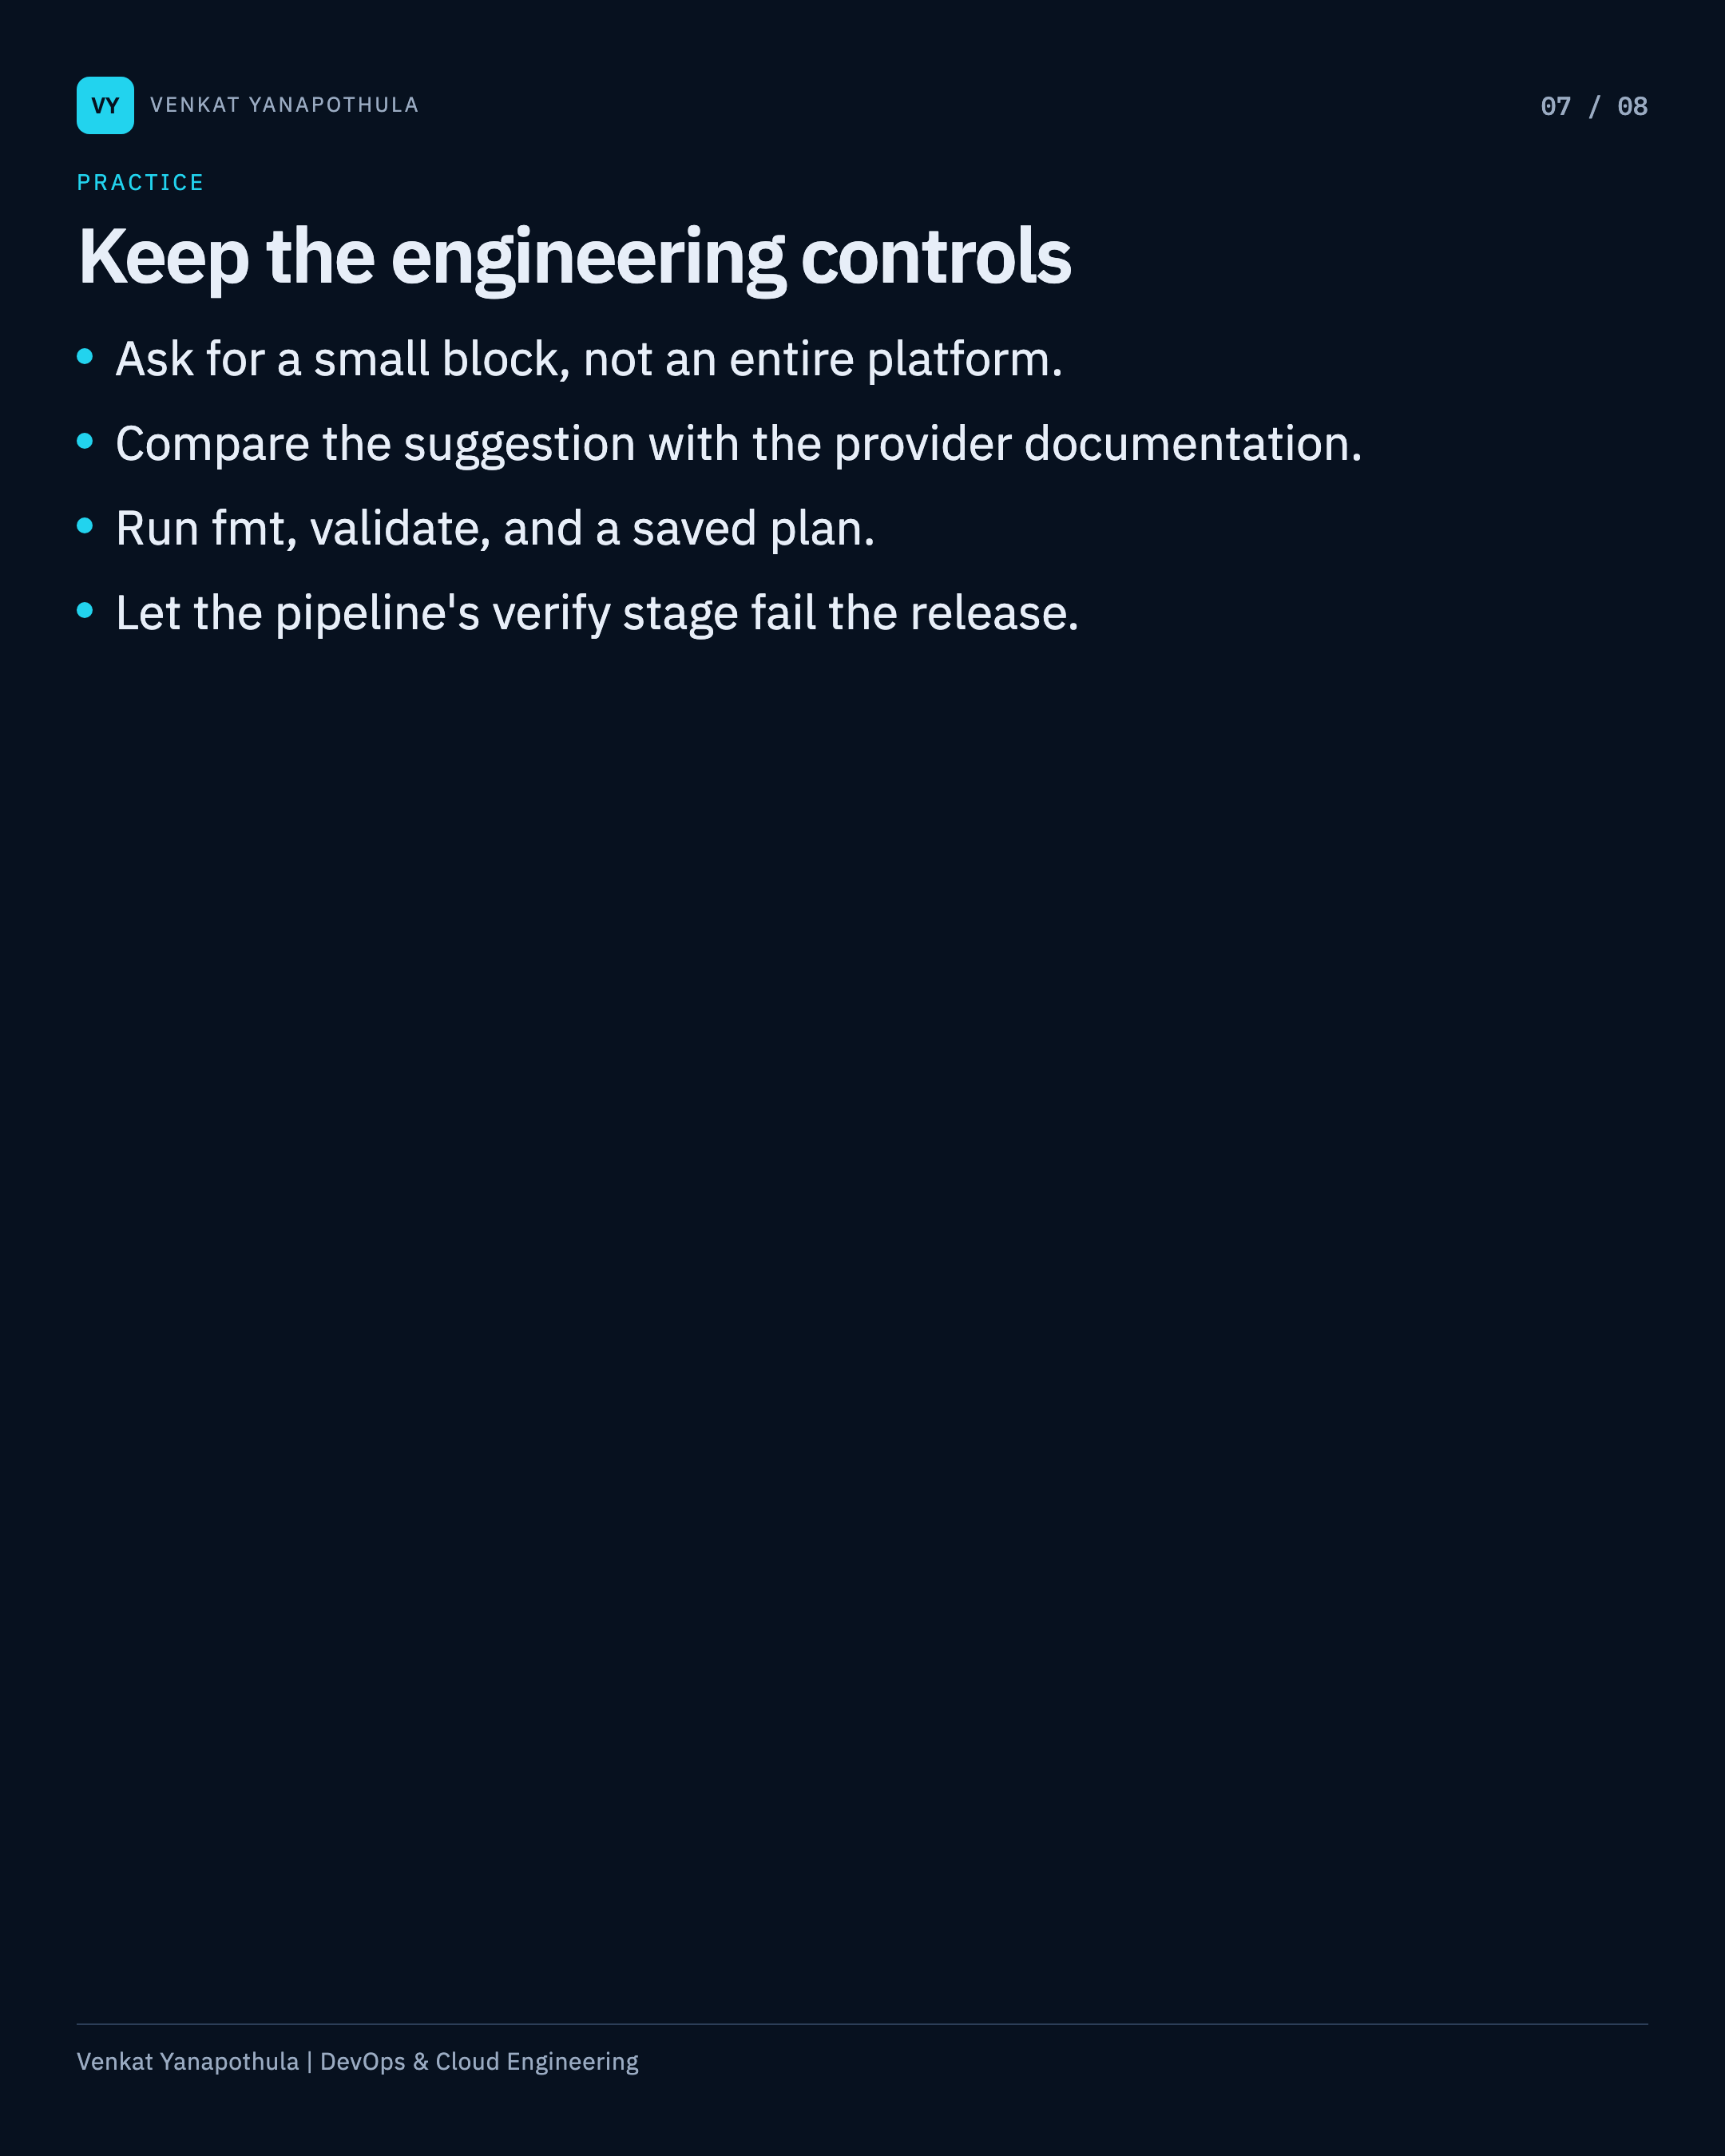 VY VENKAT YANAPOTHULA
07 / 08
PRACTICE
Keep the engineering controls
Ask for a small block, not an entire platform.
Compare the suggestion with the provider documentation.
Run fmt, validate, and a saved plan.
Let the pipeline's verify stage fail the release.
Venkat Yanapothula | DevOps & Cloud Engineering